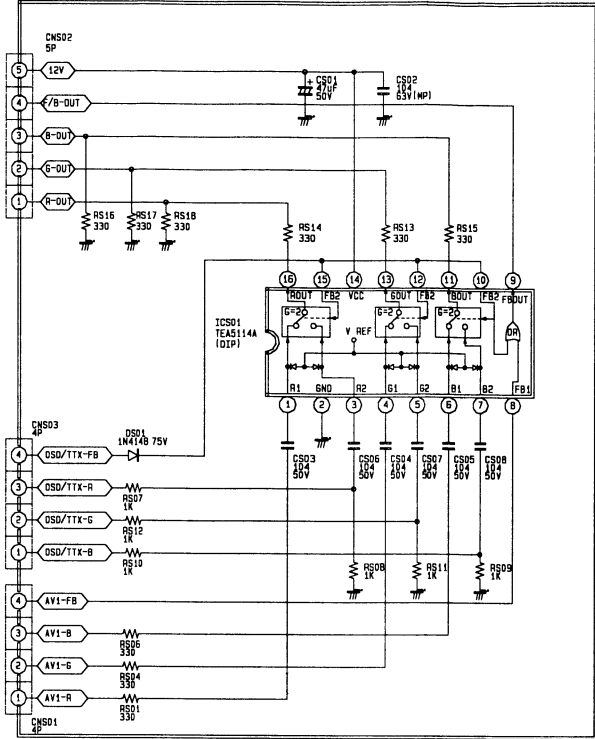 CNS02
5P
5 12V
4 F/B-OUT
3 B-OUT
2 G-OUT
1 R-OUT
CS01
47UF
50V
CS02
104
63V(MP)
RS16
330
RS17
330
RS18
330
RS14
330
RS13
330
RS15
330
16 15 14 13 12 11 10 9
ROUT FB2 VCC GOUT FB2 BOUT FB2 FBOUT
ICS01
TEA5114A
(DIP)
G=2
G=2
G=2
OR
V REF
R1 GND R2 G1 G2 B1 B2 FB1
1 2 3 4 5 6 7 8
CNS03
4P
4 OSD/TTX-FB
DS01
1N4148 75V
3 OSD/TTX-R
RS07
1K
2 OSD/TTX-G
RS12
1K
1 OSD/TTX-B
RS10
1K
CS03
104
50V
CS06
104
50V
CS04
104
50V
CS07
104
50V
CS05
104
50V
CS08
104
50V
RS08
1K
RS11
1K
RS09
1K
4 AV1-FB
3 AV1-B
RS06
330
2 AV1-G
RS04
330
1 AV1-R
RS01
330
CNS01
4P